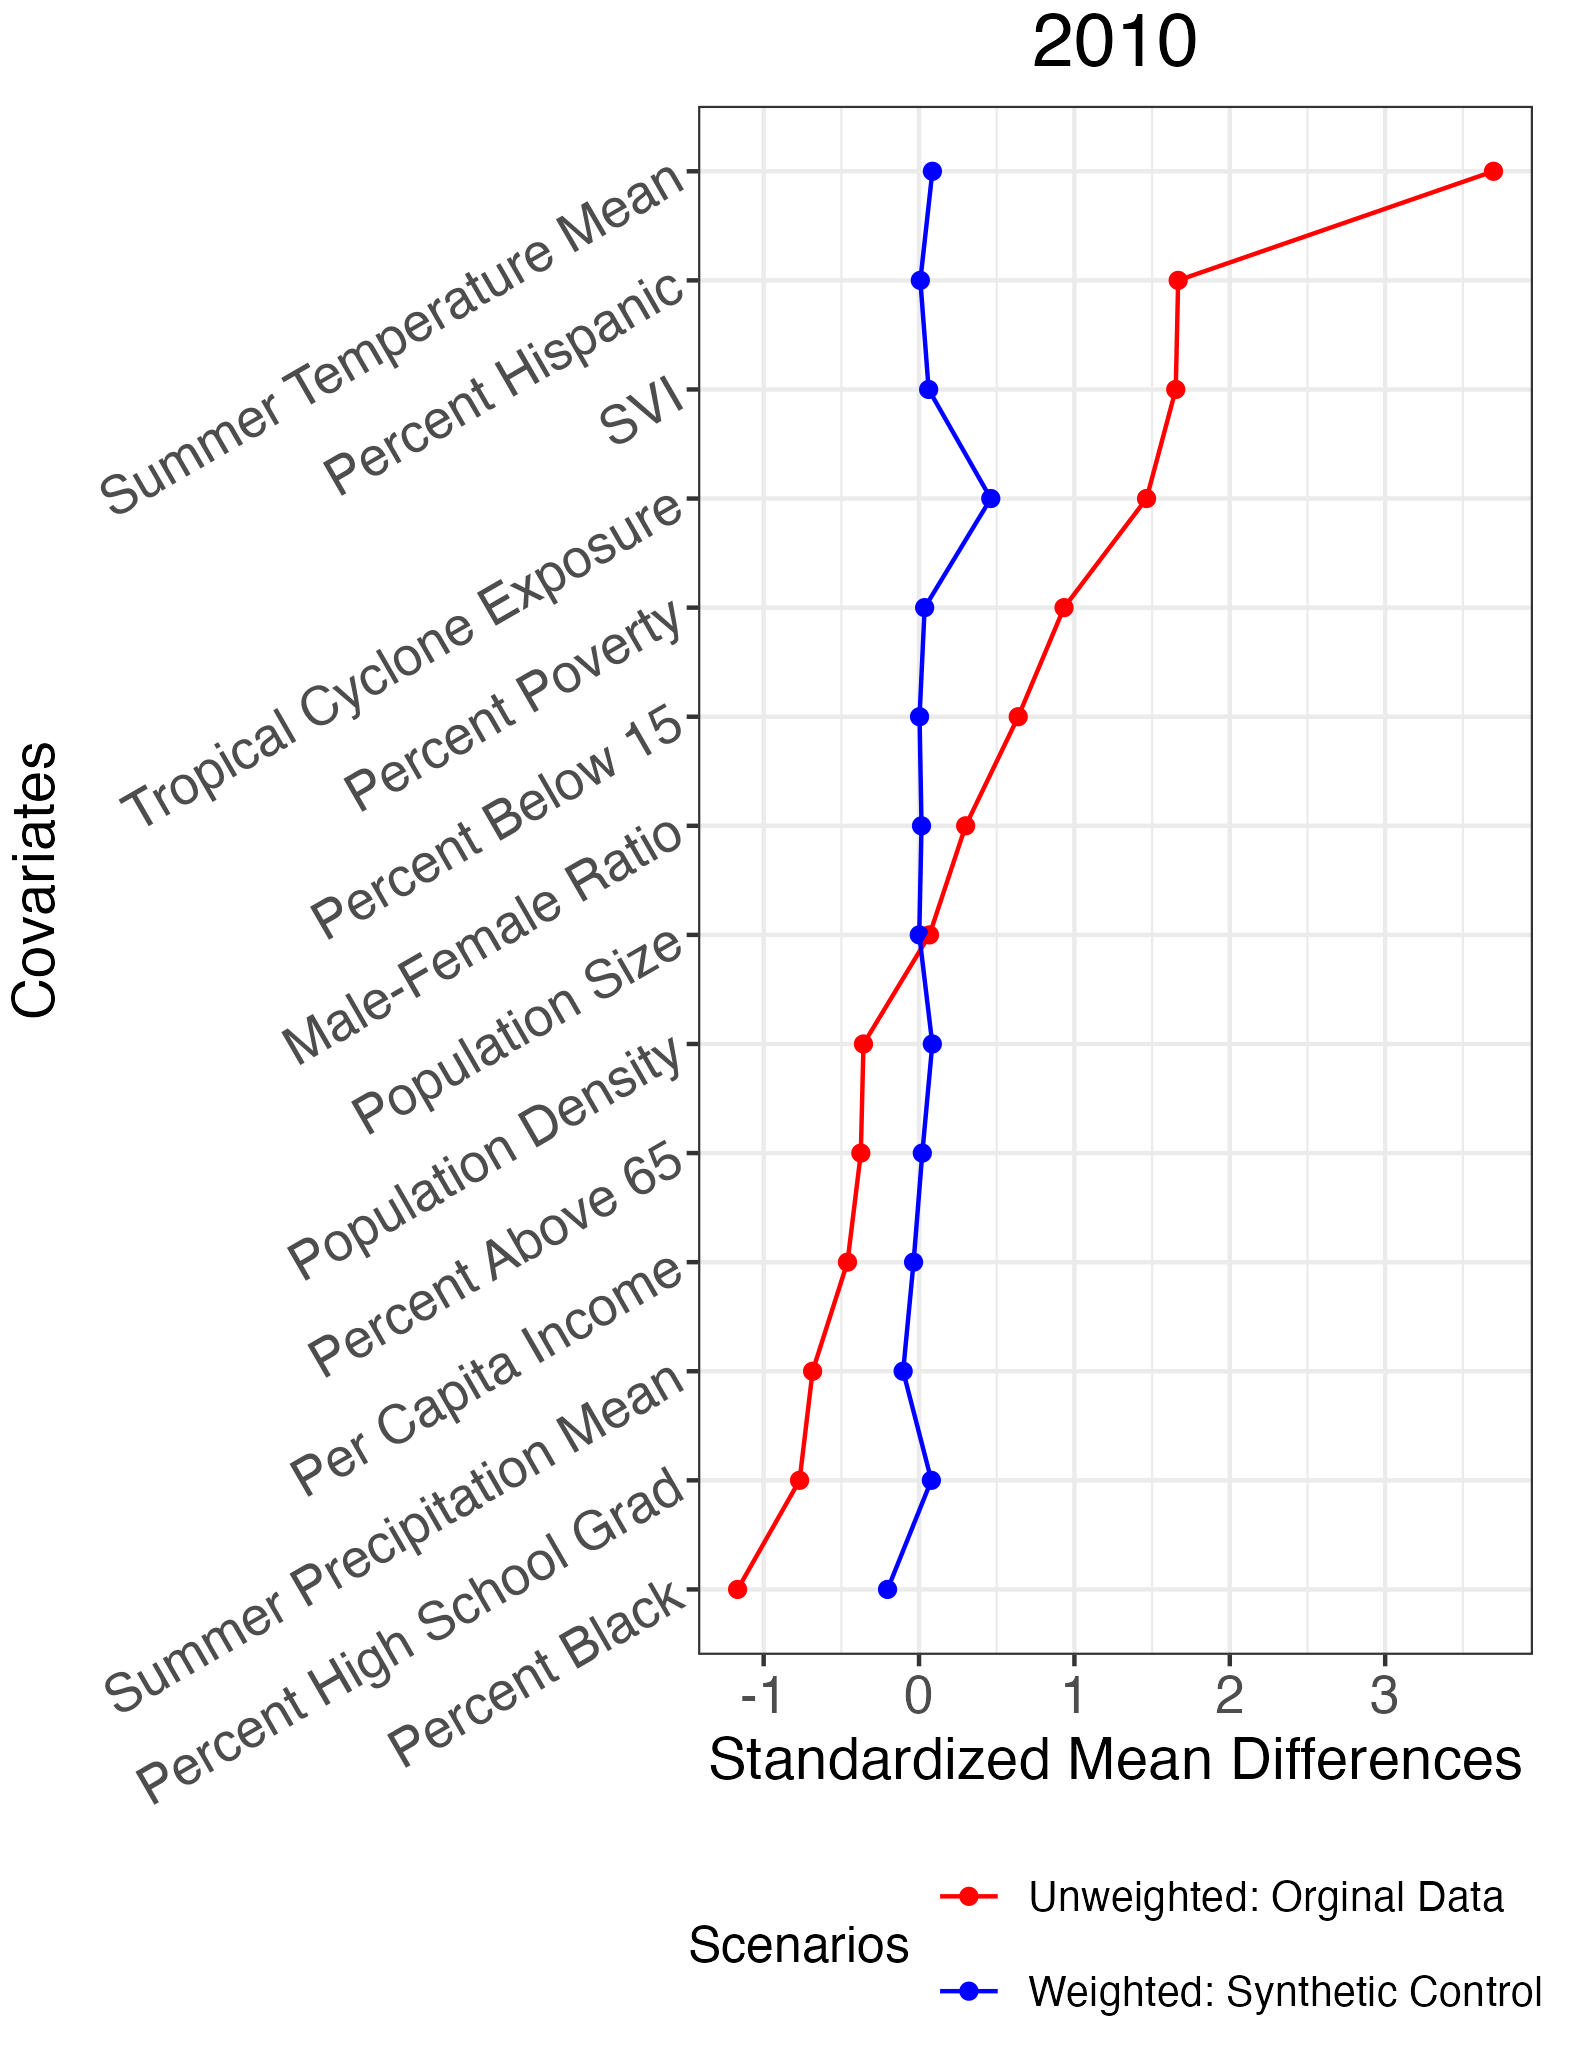 2010
Covariates
Summer Temperature Mean
Percent Hispanic
SVI
Tropical Cyclone Exposure
Percent Poverty
Percent Below 15
Male-Female Ratio
Population Size
Population Density
Percent Above 65
Per Capita Income
Summer Precipitation Mean
Percent High School Grad
Percent Black
-1 0 1 2 3
Standardized Mean Differences
Scenarios
Unweighted: Orginal Data
Weighted: Synthetic Control